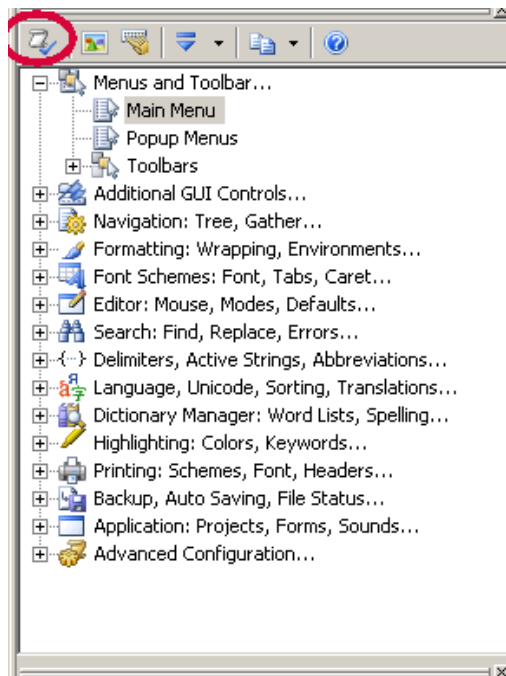 Menus and Toolbar...
Main Menu
Popup Menus
Toolbars
Additional GUI Controls...
Navigation: Tree, Gather...
Formatting: Wrapping, Environments...
Font Schemes: Font, Tabs, Caret...
Editor: Mouse, Modes, Defaults...
Search: Find, Replace, Errors...
Delimiters, Active Strings, Abbreviations...
Language, Unicode, Sorting, Translations...
Dictionary Manager: Word Lists, Spelling...
Highlighting: Colors, Keywords...
Printing: Schemes, Font, Headers...
Backup, Auto Saving, File Status...
Application: Projects, Forms, Sounds...
Advanced Configuration...